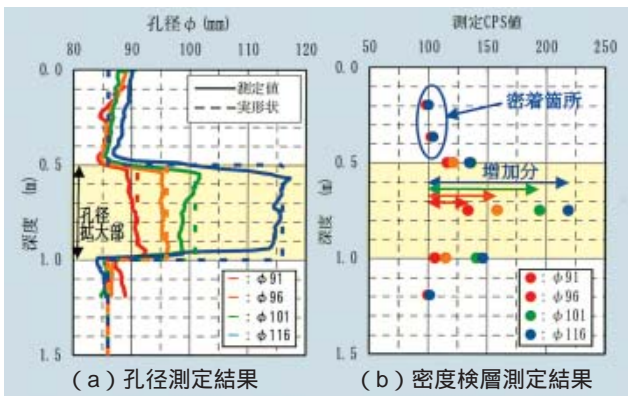 孔径φ(mm)
80 90 100 110 120
0.0
0.5
1.0
1.5
深度 (m)
測定値
実形状
孔径
拡大部
:φ91
:φ96
:φ101
:φ116
(a)孔径測定結果
測定CPS値
50 100 150 200 250
0.0
0.5
1.0
1.5
深度 (m)
密着箇所
増加分
:φ91
:φ96
:φ101
:φ116
(b)密度検層測定結果